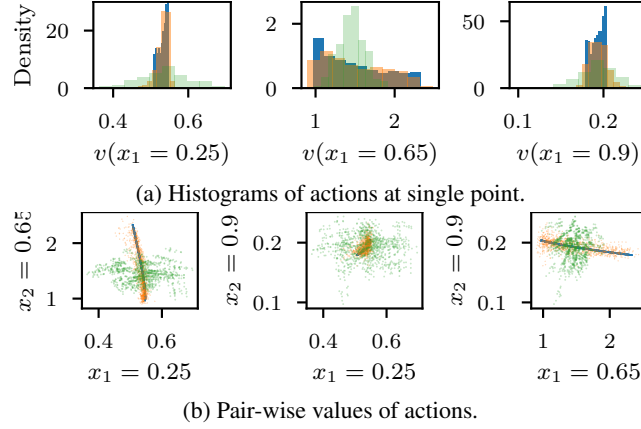 Density
20
0
0.4
0.6
v(x₁ = 0.25)
2
0
1
2
v(x₁ = 0.65)
50
0
0.1
0.2
v(x₁ = 0.9)
(a) Histograms of actions at single point.
x₂ = 0.65
2
1
0.4
0.6
x₁ = 0.25
x₂ = 0.9
0.2
0.1
0.4
0.6
x₁ = 0.25
x₂ = 0.9
0.2
0.1
1
2
x₁ = 0.65
(b) Pair-wise values of actions.